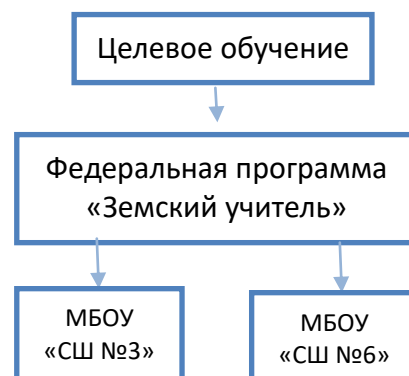 Целевое обучение
Федеральная программа
«Земский учитель»
МБОУ
«СШ №3»
МБОУ
«СШ №6»